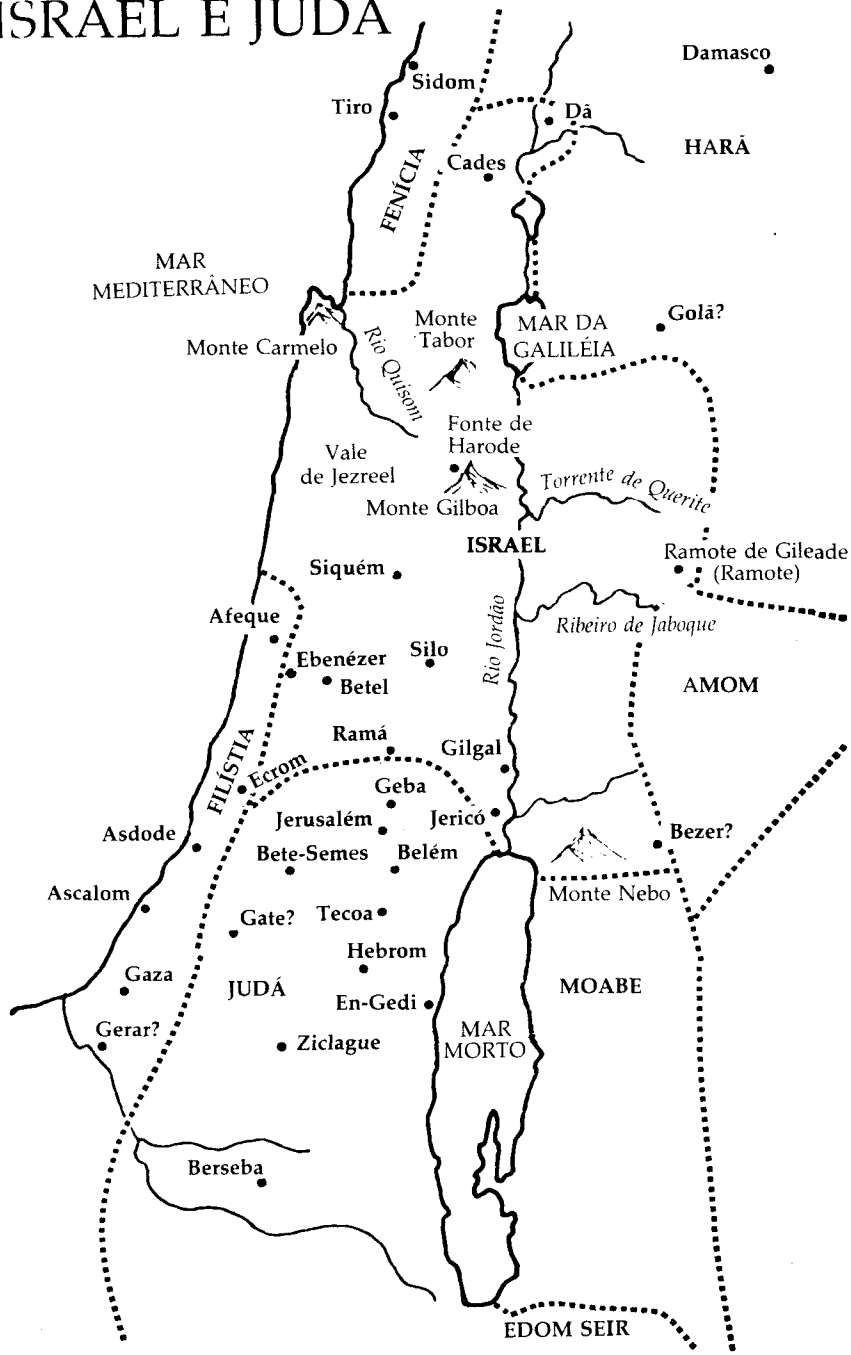 ISRAEL E JUDÁ
Damasco
Sidom
Tiro
Dã
HARÃ
Cades
FENÍCIA
MAR
MEDITERRÂNEO
Golã?
Monte
Tabor
MAR DA
GALILÉIA
Monte Carmelo
Rio Quisom
Fonte de
Harode
Vale
de Jezreel
Torrente de Querite
Monte Gilboa
ISRAEL
Ramote de Gileade
(Ramote)
Siquém
Afeque
Rio Jordão
Ribeiro de Jaboque
Silo
Ebenézer
Betel
AMOM
Ramá
Gilgal
FILÍSTIA
Ecrom
Geba
Jerusalém
Jericó
Asdode
Bezer?
Bete-Semes
Belém
Ascalom
Monte Nebo
Gate?
Tecoa
Hebrom
Gaza
JUDÁ
MOABE
En-Gedi
Gerar?
Ziclague
MAR
MORTO
Berseba
EDOM SEIR